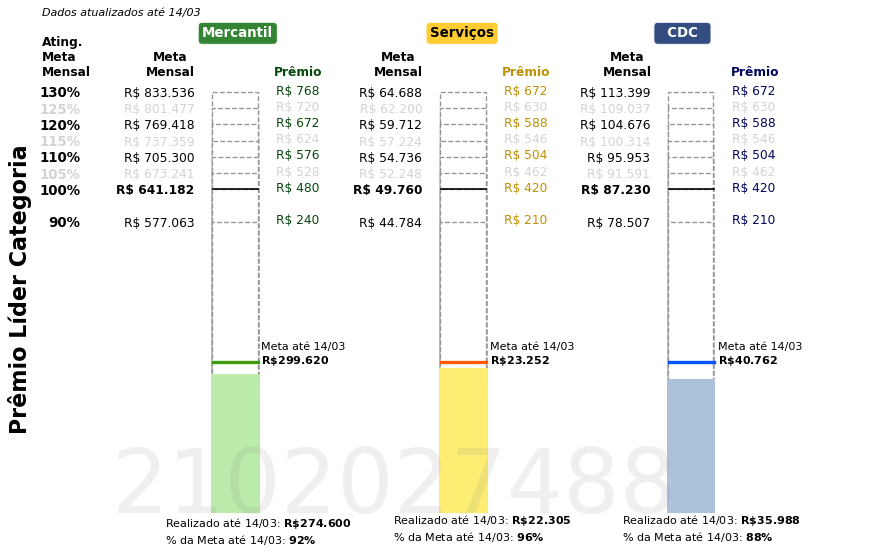 Dados atualizados até 14/03
Mercantil Serviços CDC
Ating. Meta Mensal
Meta Mensal Prêmio Meta Mensal Prêmio Meta Mensal Prêmio
130% R$ 833.536 R$ 768 R$ 64.688 R$ 672 R$ 113.399 R$ 672
125% R$ 801.477 R$ 720 R$ 62.200 R$ 630 R$ 109.037 R$ 630
120% R$ 769.418 R$ 672 R$ 59.712 R$ 588 R$ 104.676 R$ 588
115% R$ 737.359 R$ 624 R$ 57.224 R$ 546 R$ 100.314 R$ 546
110% R$ 705.300 R$ 576 R$ 54.736 R$ 504 R$ 95.953 R$ 504
105% R$ 673.241 R$ 528 R$ 52.248 R$ 462 R$ 91.591 R$ 462
100% R$ 641.182 R$ 480 R$ 49.760 R$ 420 R$ 87.230 R$ 420
90% R$ 577.063 R$ 240 R$ 44.784 R$ 210 R$ 78.507 R$ 210
Prêmio Líder Categoria
Meta até 14/03 Meta até 14/03 Meta até 14/03
R$299.620 R$23.252 R$40.762
2102027488
Realizado até 14/03: R$274.600 Realizado até 14/03: R$22.305 Realizado até 14/03: R$35.988
% da Meta até 14/03: 92% % da Meta até 14/03: 96% % da Meta até 14/03: 88%